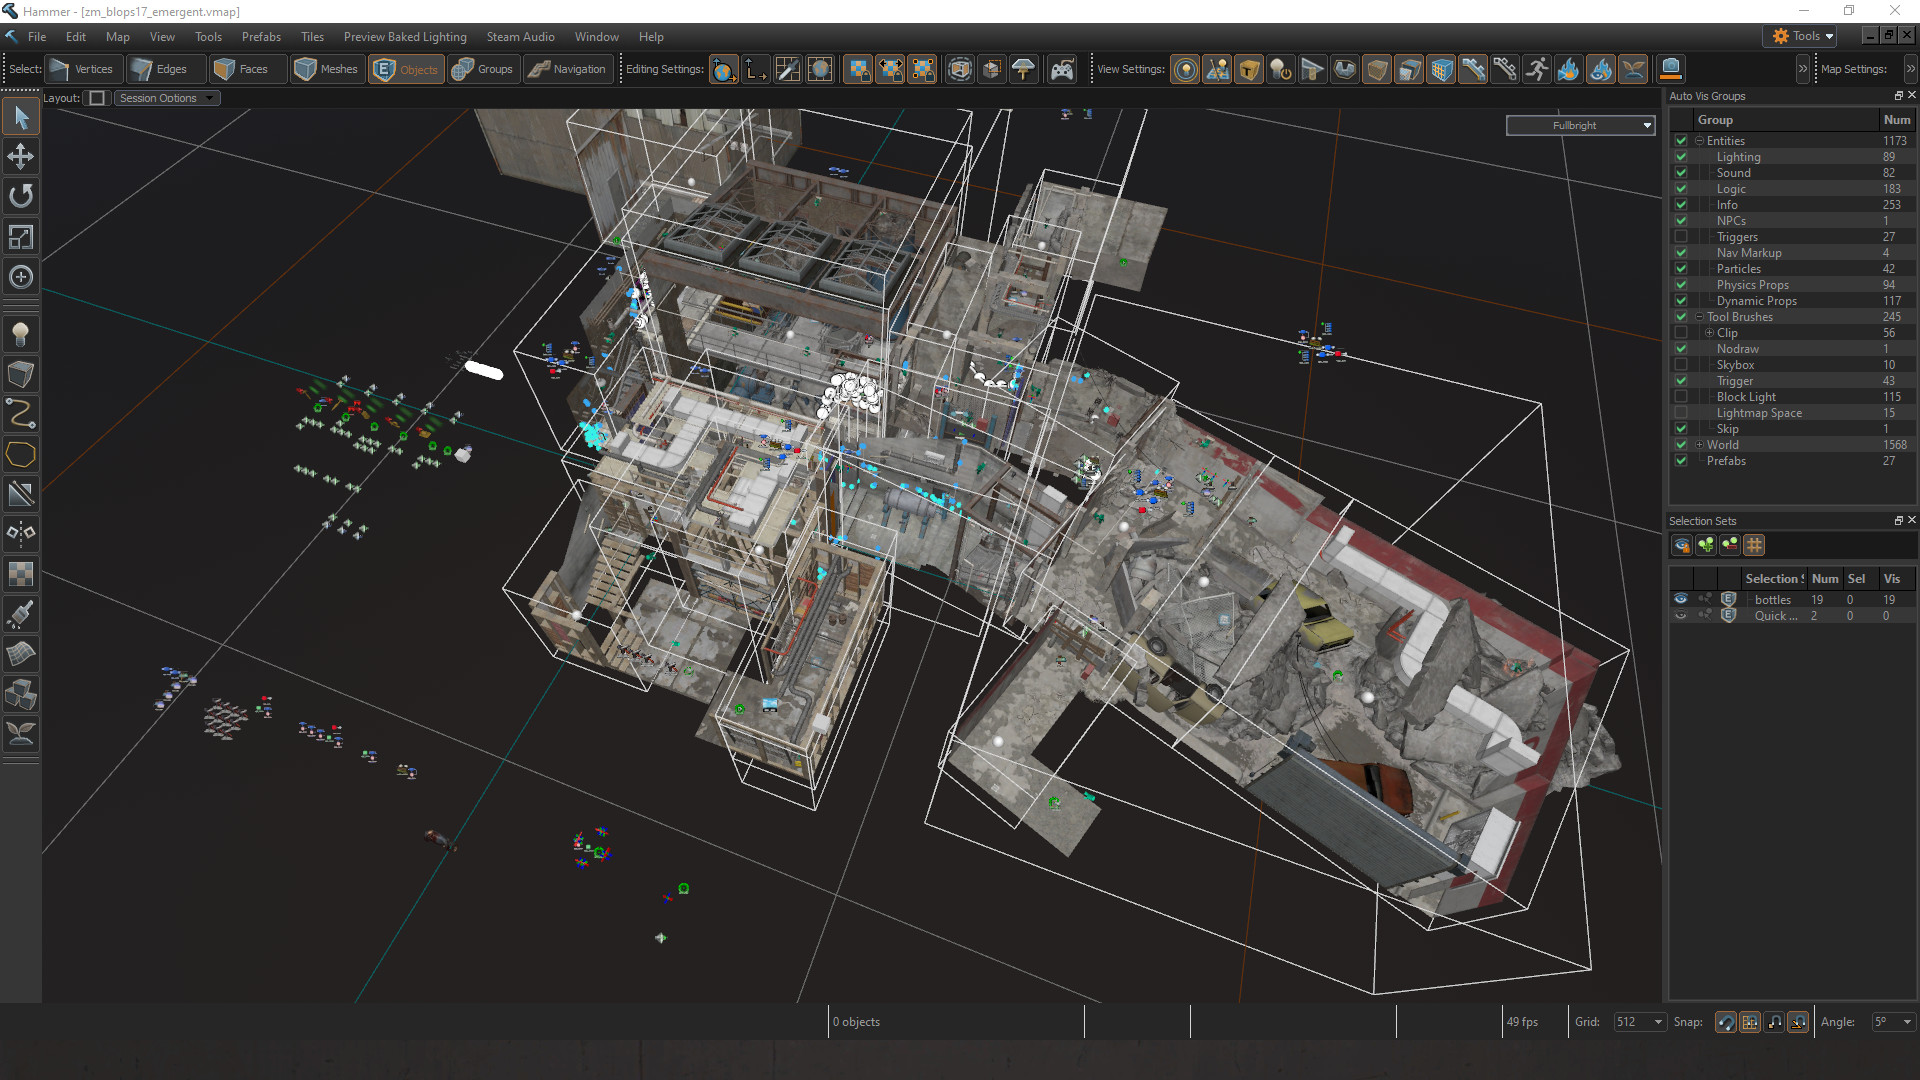 Hammer - [zm_blops17_emergent.vmap]
File Edit Map View Tools Prefabs Tiles Preview Baked Lighting Steam Audio Window Help
Tools
Select: Vertices Edges Faces Meshes Objects Groups Navigation Editing Settings: View Settings: Map Settings:
Layout: Session Options
Fullbright
Auto Vis Groups
Group Num
Entities 1173
Lighting 89
Sound 82
Logic 183
Info 253
NPCs 1
Triggers 27
Nav Markup 4
Particles 42
Physics Props 94
Dynamic Props 117
Tool Brushes 245
Clip 56
Nodraw 1
Skybox 10
Trigger 43
Block Light 115
Lightmap Space 15
Skip 1
World 1568
Prefabs 27
Selection Sets
Selection S Num Sel Vis
bottles 19 0 19
Quick ... 2 0 0
0 objects
49 fps
Grid: 512 Snap: Angle: 5°